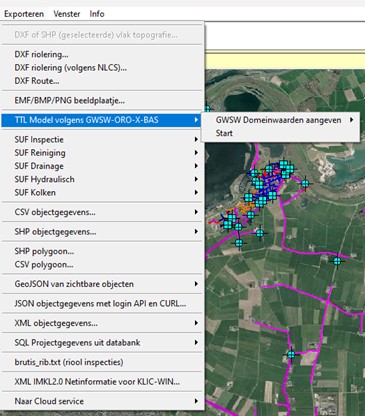 Exporteren Venster Info
DXF of SHP (geselecteerde) vlak topografie...
DXF riolering...
DXF riolering (volgens NLCS)...
DXF Route...
EMF/BMP/PNG beeldplaatje...
TTL Model volgens GWSW-ORO-X-BAS
GWSW Domeinwaarden aangeven
Start
SUF Inspectie
SUF Reiniging
SUF Drainage
SUF Hydraulisch
SUF Kolken
CSV objectgegevens...
SHP objectgegevens...
SHP polygoon...
CSV polygoon...
GeoJSON van zichtbare objecten
JSON objectgegevens met login API en CURL...
XML objectgegevens...
SQL Projectgegevens uit databank
brutis_rib.txt (riool inspecties)
XML IMKL2.0 Netinformatie voor KLIC-WIN...
Naar Cloud service